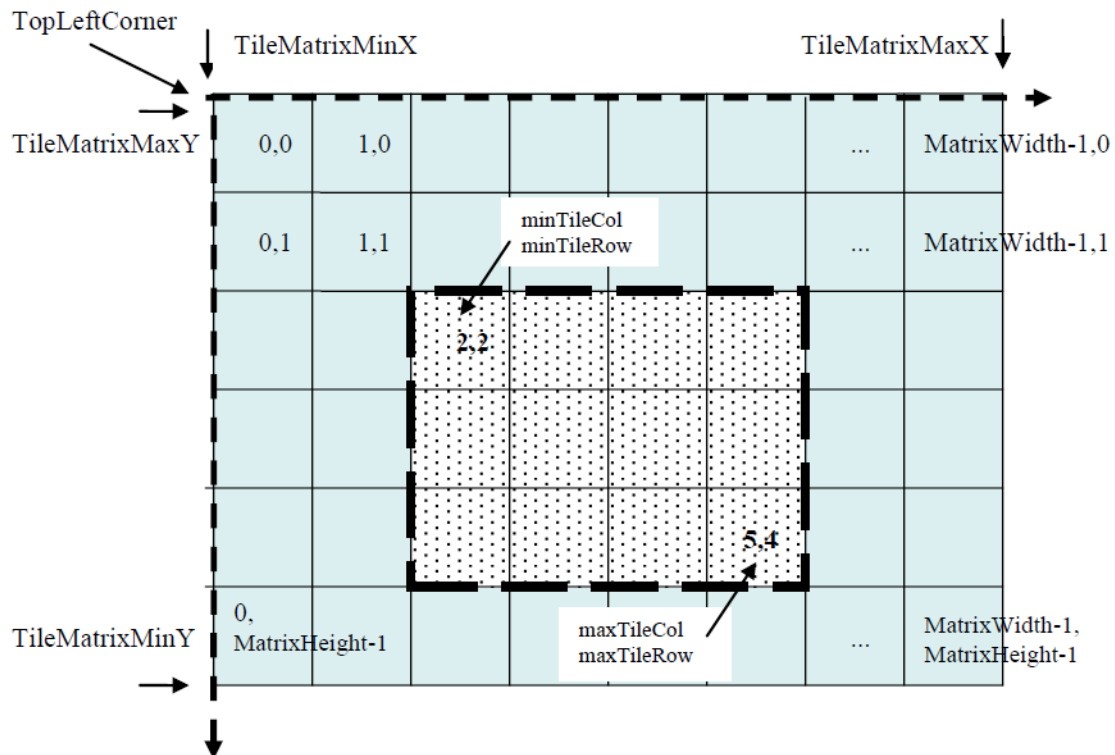 TopLeftCorner
TileMatrixMinX
TileMatrixMaxX
TileMatrixMaxY
0,0
1,0
...
MatrixWidth-1,0
minTileCol
minTileRow
0,1
1,1
...
MatrixWidth-1,1
2,2
5,4
TileMatrixMinY
0,
MatrixHeight-1
maxTileCol
maxTileRow
...
MatrixWidth-1,
MatrixHeight-1